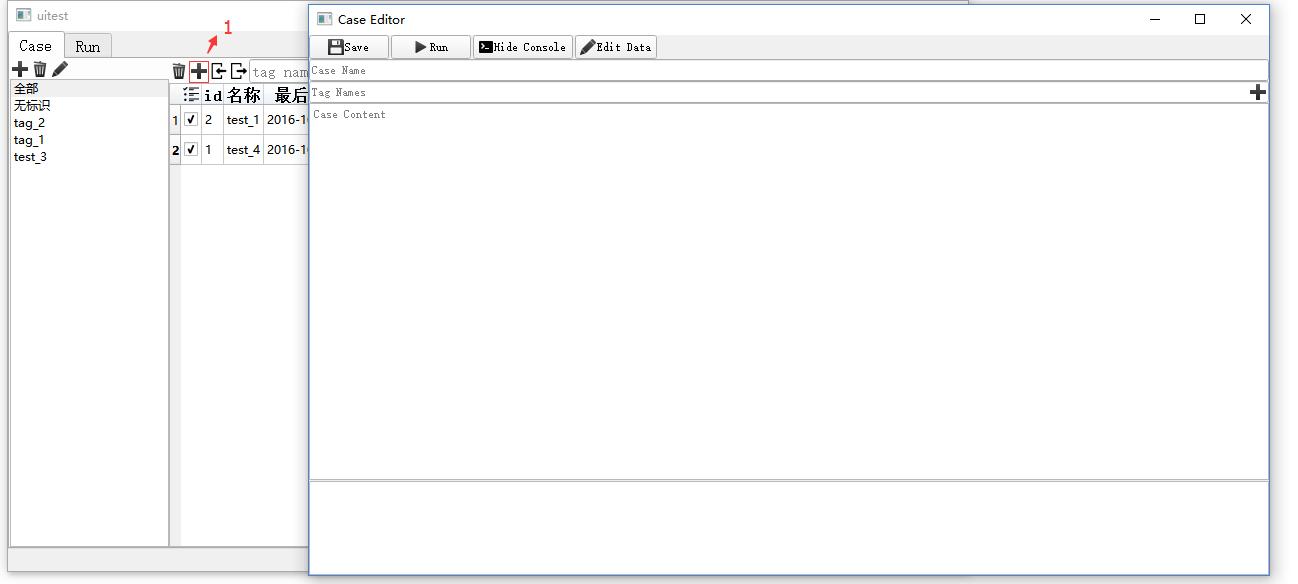 uitest
1
Case Run
tag nam
全部
无标识
tag_2
tag_1
test_3
id 名称 最后
1 2 test_1 2016-1
2 1 test_4 2016-1
Case Editor
Save Run Hide Console Edit Data
Case Name
Tag Names
Case Content